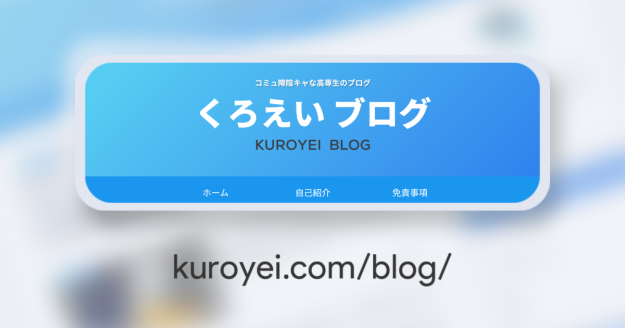 コミュ障陰キャな高専生のブログ
くろえい ブログ
KUROYEI BLOG
ホーム 自己紹介 免責事項
kuroyei.com/blog/